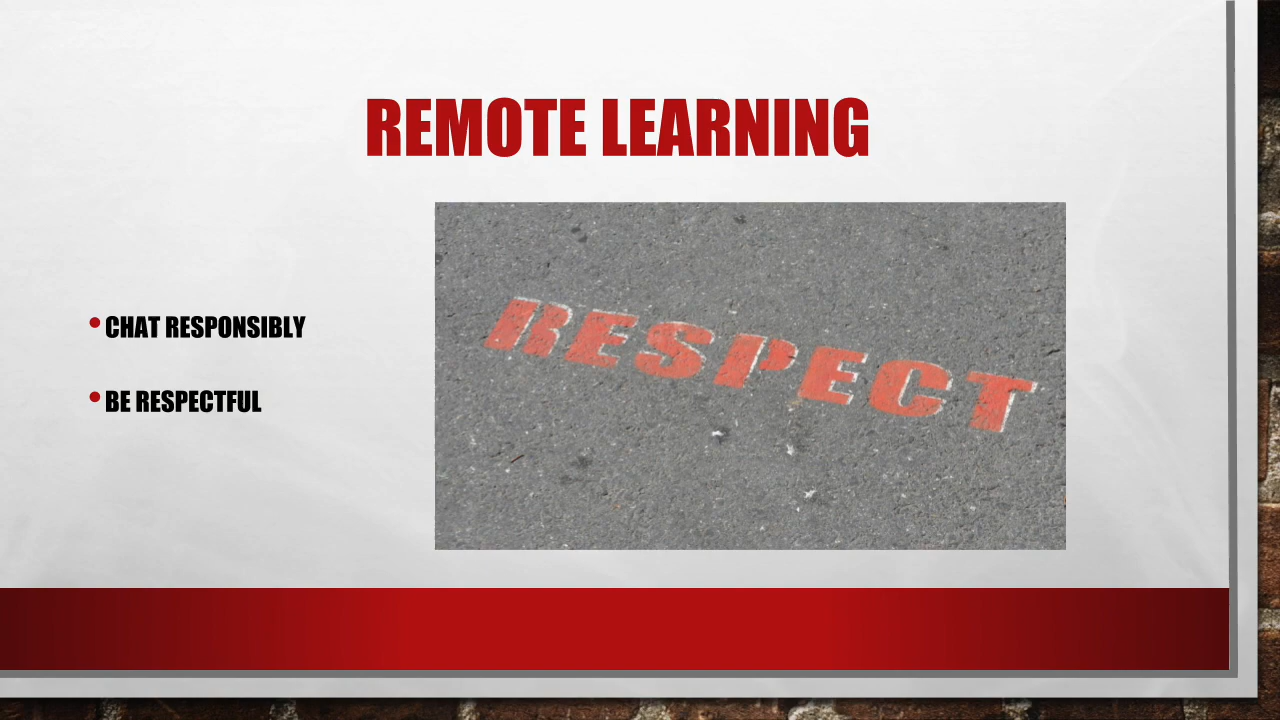 REMOTE LEARNING
• CHAT RESPONSIBLY
• BE RESPECTFUL
RESPECT